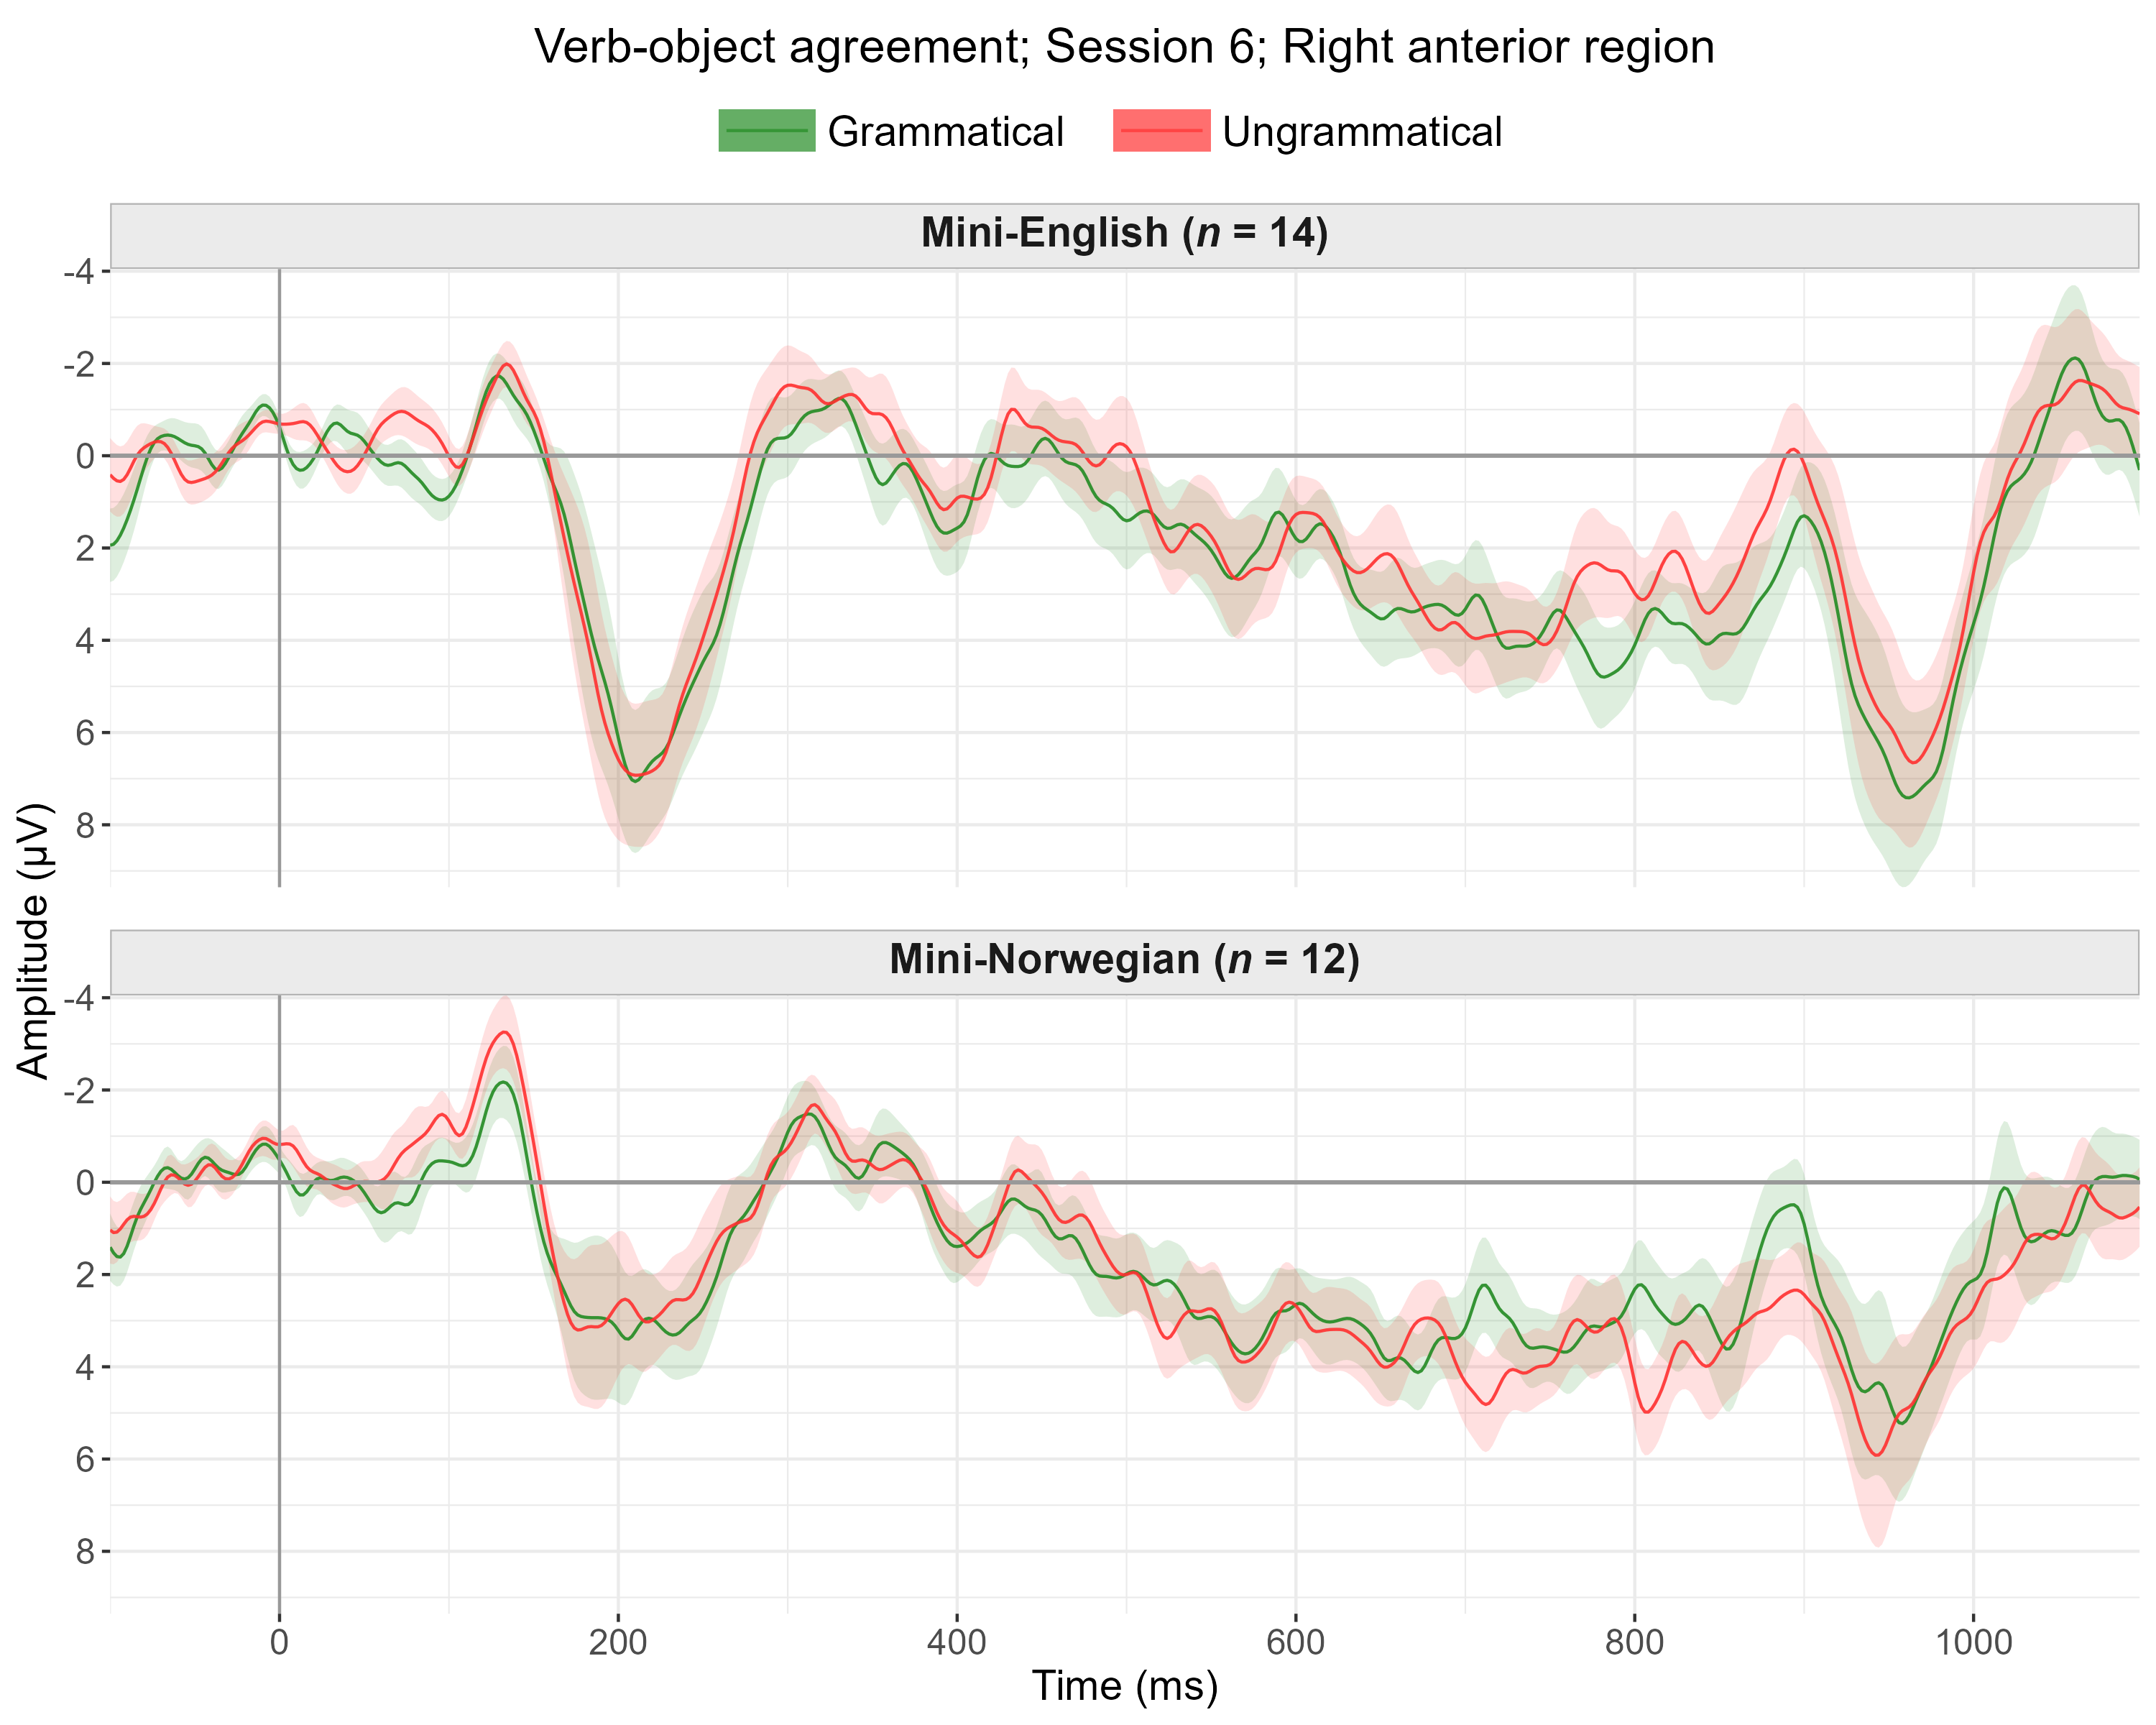 Verb-object agreement; Session 6; Right anterior region
Grammatical
Ungrammatical
Mini-English (n = 14)
-4
-2
0
2
4
6
8
Amplitude (µV)
Mini-Norwegian (n = 12)
-4
-2
0
2
4
6
8
0 200 400 600 800 1000
Time (ms)